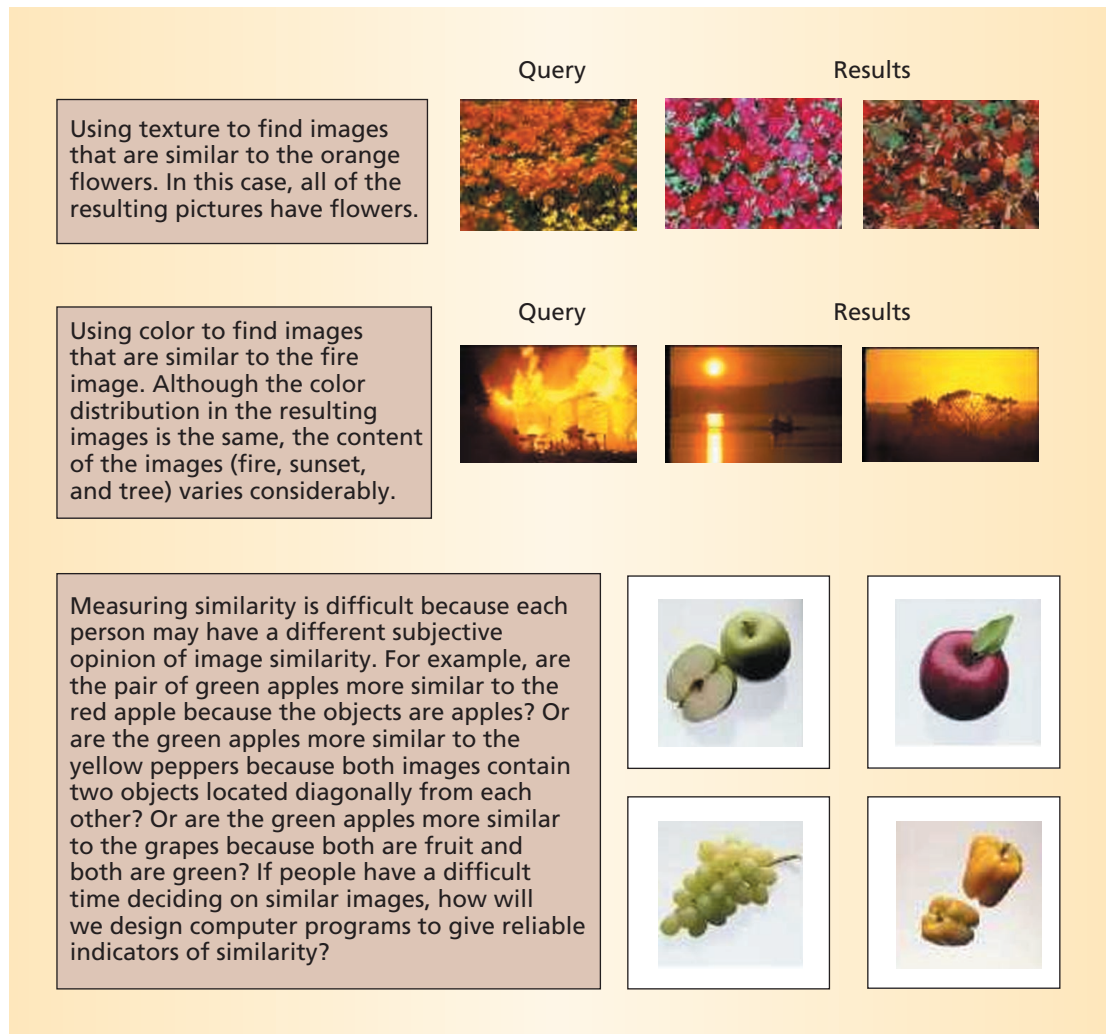 Query Results
Using texture to find images
that are similar to the orange
flowers. In this case, all of the
resulting pictures have flowers.
Query Results
Using color to find images
that are similar to the fire
image. Although the color
distribution in the resulting
images is the same, the content
of the images (fire, sunset,
and tree) varies considerably.
Measuring similarity is difficult because each
person may have a different subjective
opinion of image similarity. For example, are
the pair of green apples more similar to the
red apple because the objects are apples? Or
are the green apples more similar to the
yellow peppers because both images contain
two objects located diagonally from each
other? Or are the green apples more similar
to the grapes because both are fruit and
both are green? If people have a difficult
time deciding on similar images, how will
we design computer programs to give reliable
indicators of similarity?